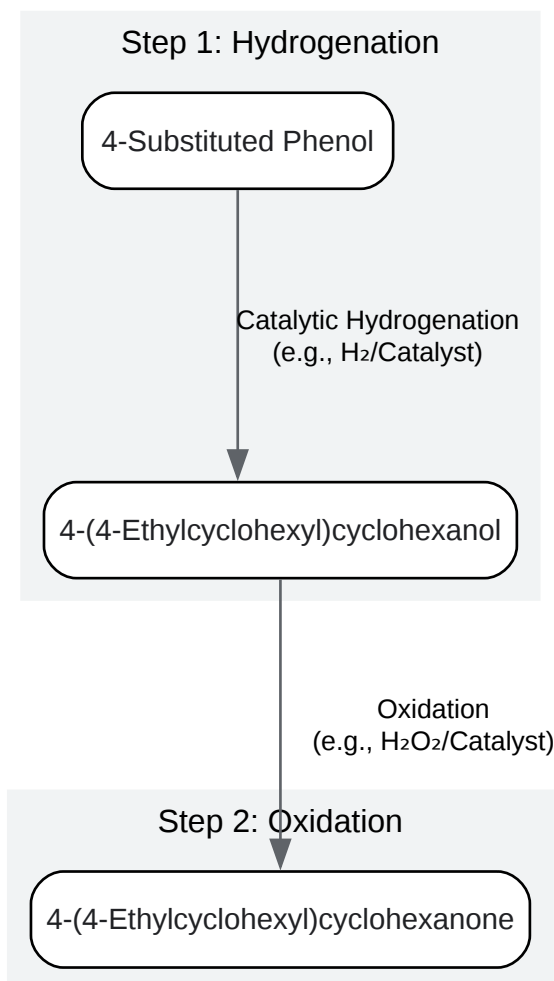 Step 1: Hydrogenation
4-Substituted Phenol
Catalytic Hydrogenation
(e.g., H₂/Catalyst)
4-(4-Ethylcyclohexyl)cyclohexanol
Oxidation
(e.g., H₂O₂/Catalyst)
Step 2: Oxidation
4-(4-Ethylcyclohexyl)cyclohexanone